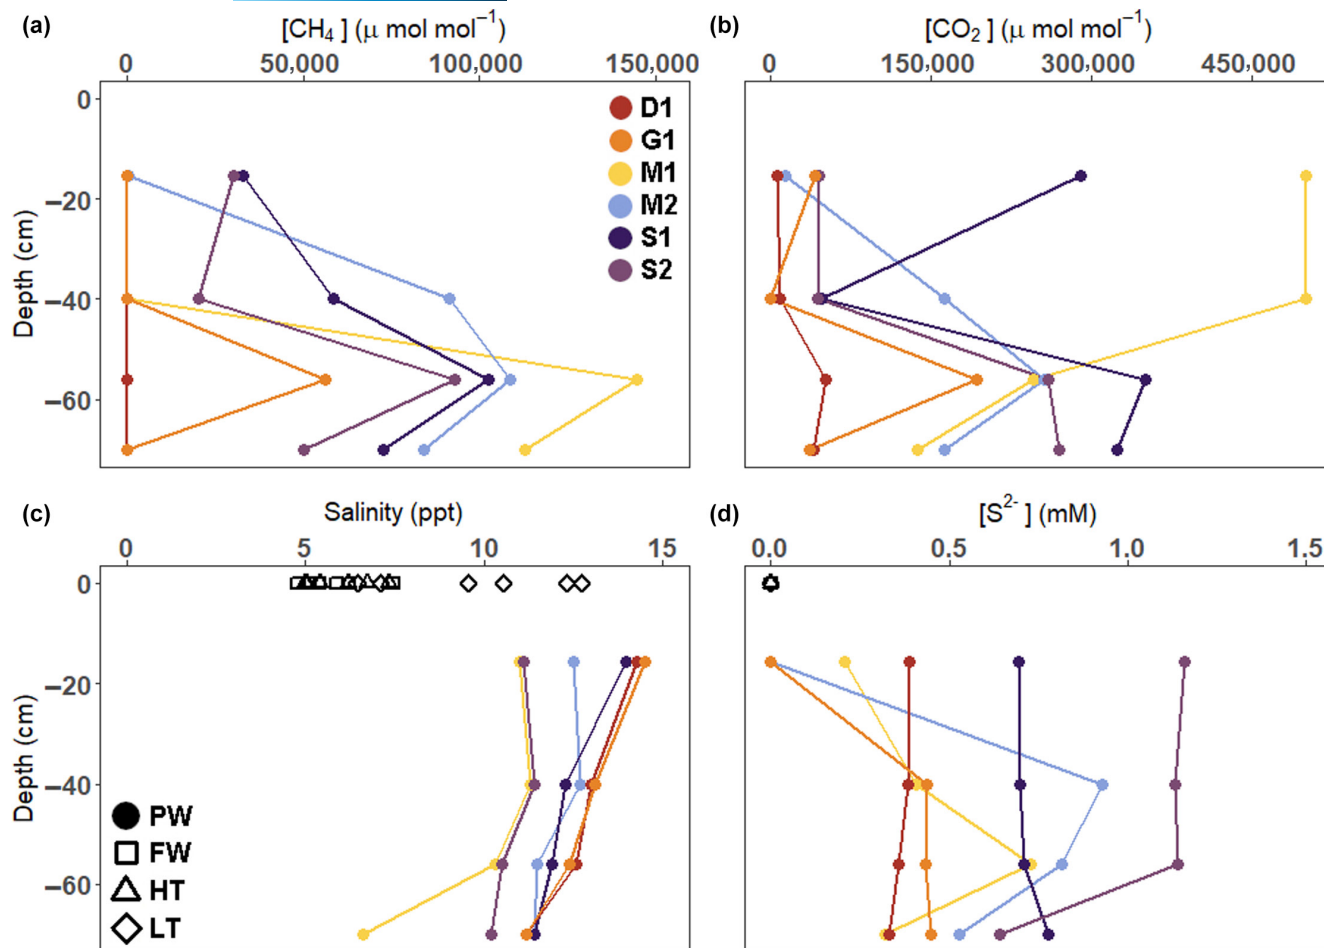 (a) [CH₄ ] (μ mol mol⁻¹)
0 50,000 100,000 150,000
0
−20
−40
−60
Depth (cm)
D1
G1
M1
M2
S1
S2
(b) [CO₂ ] (μ mol mol⁻¹)
0 150,000 300,000 450,000
(c) Salinity (ppt)
0 5 10 15
0
−20
−40
−60
Depth (cm)
PW
FW
HT
LT
(d) [S²⁻ ] (mM)
0.0 0.5 1.0 1.5